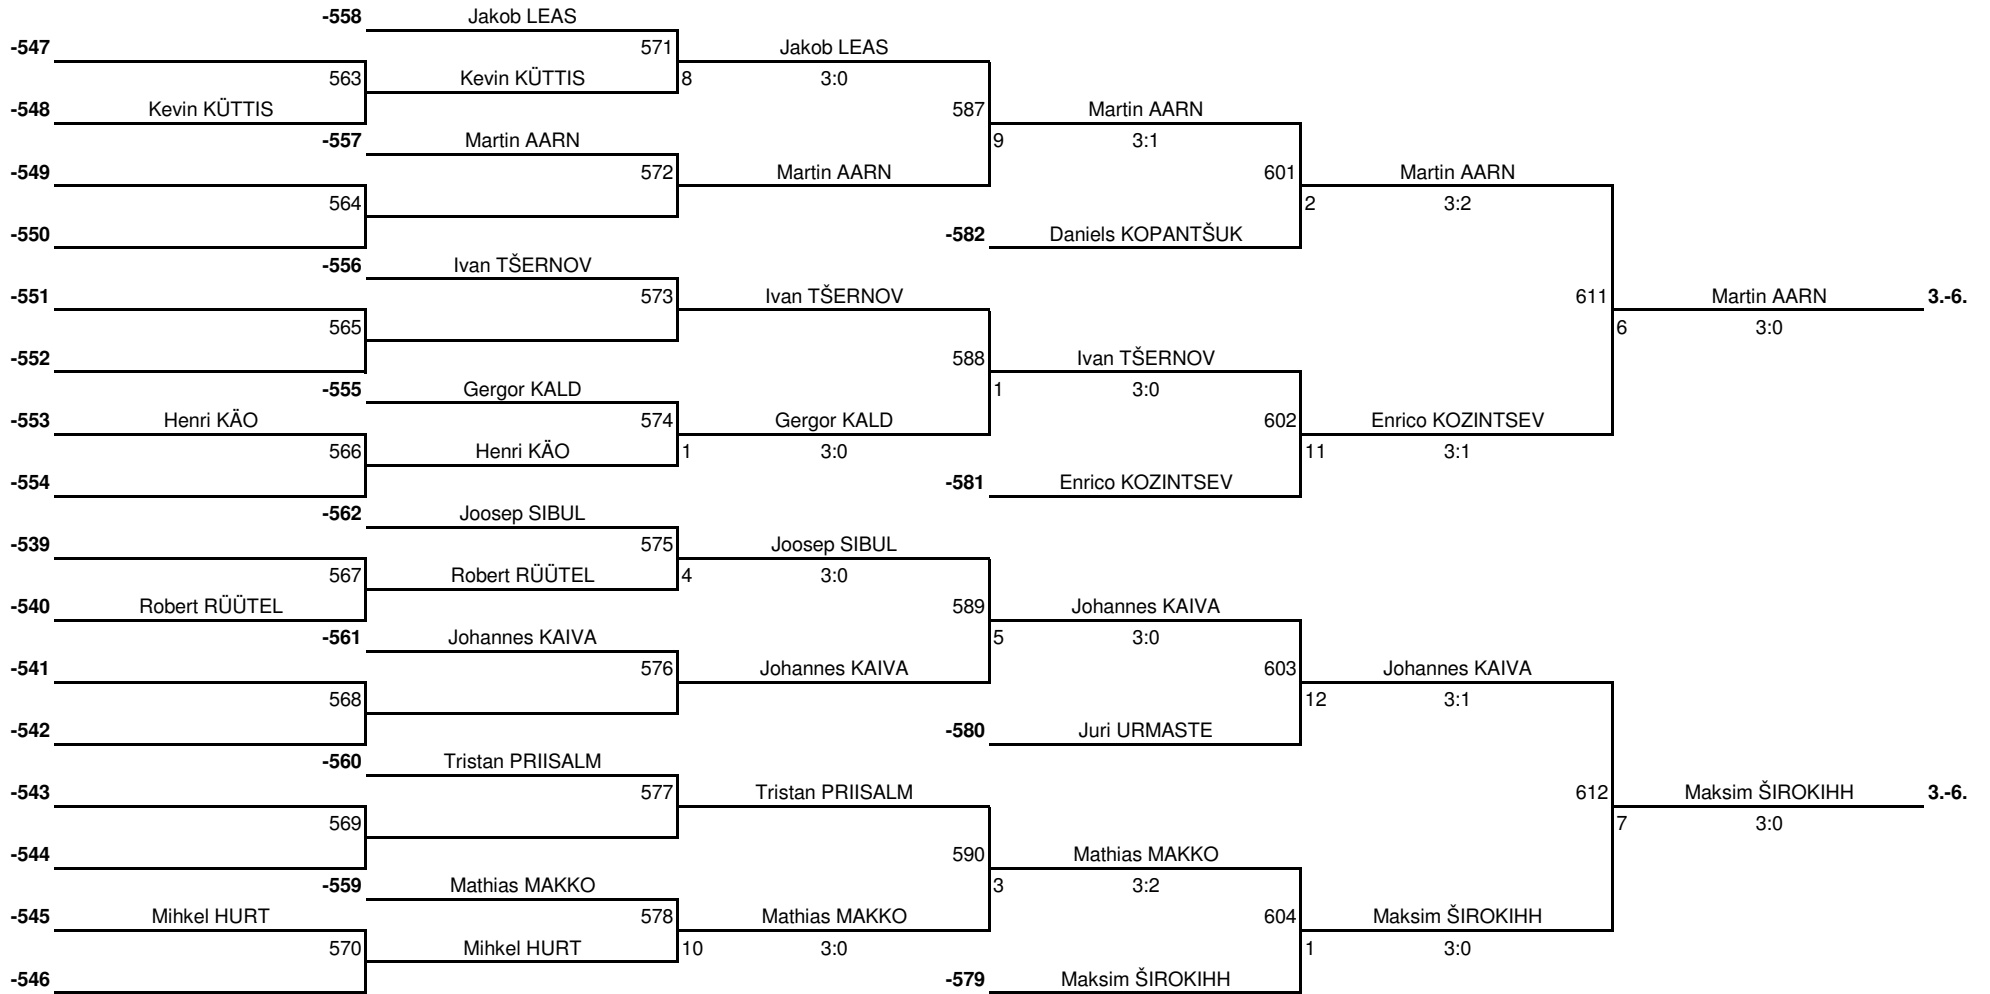 -558 Jakob LEAS
-547 571 Jakob LEAS
563 Kevin KÜTTIS 8 3:0
-548 Kevin KÜTTIS 587 Martin AARN
-557 Martin AARN 9 3:1
-549 572 Martin AARN 601 Martin AARN
564 2 3:2
-550 -582 Daniels KOPANTŠUK
-556 Ivan TŠERNOV
-551 573 Ivan TŠERNOV 611 Martin AARN 3.-6.
565 6 3:0
-552 588 Ivan TŠERNOV
-555 Gergor KALD 1 3:0
-553 Henri KÄO 574 Gergor KALD 602 Enrico KOZINTSEV
566 Henri KÄO 1 3:0 11 3:1
-554 -581 Enrico KOZINTSEV
-562 Joosep SIBUL
-539 575 Joosep SIBUL
567 Robert RÜÜTEL 4 3:0
-540 Robert RÜÜTEL 589 Johannes KAIVA
-561 Johannes KAIVA 5 3:0
-541 576 Johannes KAIVA 603 Johannes KAIVA
568 12 3:1
-542 -580 Juri URMASTE
-560 Tristan PRIISALM
-543 577 Tristan PRIISALM 612 Maksim ŠIROKIHH 3.-6.
569 7 3:0
-544 590 Mathias MAKKO
-559 Mathias MAKKO 3 3:2
-545 Mihkel HURT 578 Mathias MAKKO 604 Maksim ŠIROKIHH
570 Mihkel HURT 10 3:0 1 3:0
-546 -579 Maksim ŠIROKIHH